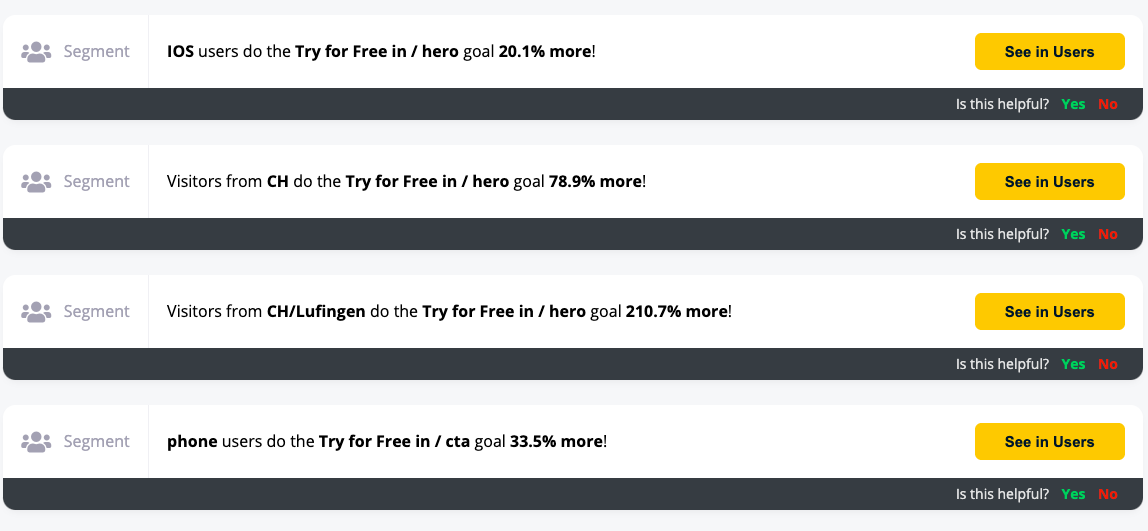 Segment IOS users do the Try for Free in / hero goal 20.1% more! See in Users
Is this helpful? Yes No
Segment Visitors from CH do the Try for Free in / hero goal 78.9% more! See in Users
Is this helpful? Yes No
Segment Visitors from CH/Lufingen do the Try for Free in / hero goal 210.7% more! See in Users
Is this helpful? Yes No
Segment phone users do the Try for Free in / cta goal 33.5% more! See in Users
Is this helpful? Yes No